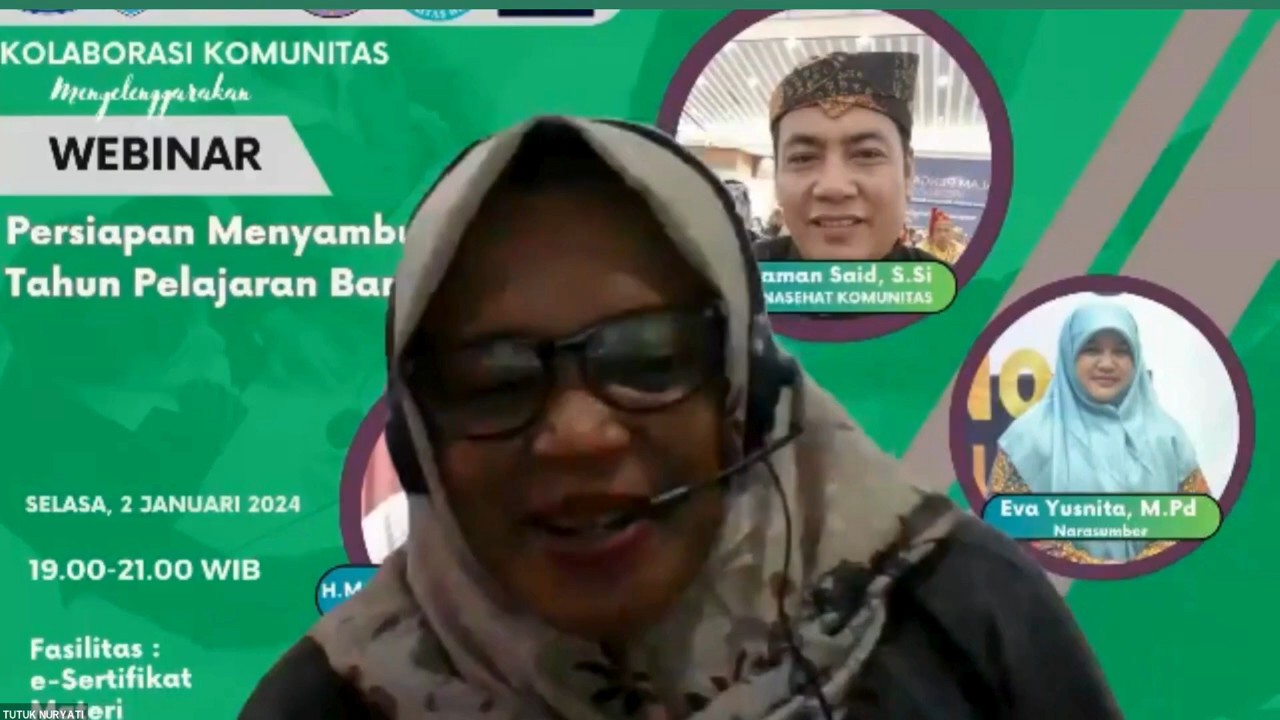 KOLABORASI KOMUNITAS
Menyelenggarakan
WEBINAR
Persiapan Menyambu
Tahun Pelajaran Bar
aman Said, S.Si
NASEHAT KOMUNITAS
Eva Yusnita, M.Pd
Narasumber
SELASA, 2 JANUARI 2024
19.00-21.00 WIB
H.M
Fasilitas :
e-Sertifikat
Materi
TUTUK NURYATI